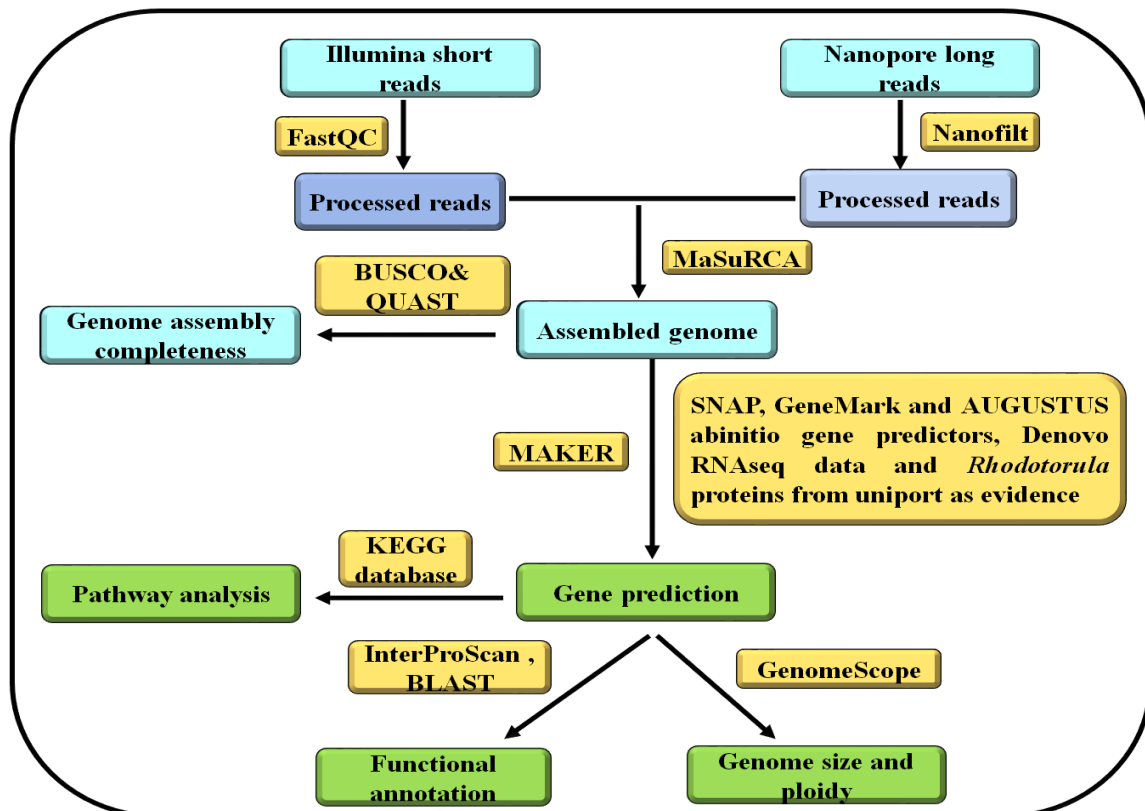 Illumina short
reads
Nanopore long
reads
FastQC
Nanofilt
Processed reads
Processed reads
MaSuRCA
BUSCO&
QUAST
Genome assembly
completeness
Assembled genome
SNAP, GeneMark and AUGUSTUS
abinitio gene predictors, Denovo
RNAseq data and Rhodotorula
proteins from uniport as evidence
MAKER
KEGG
database
Pathway analysis
Gene prediction
InterProScan ,
BLAST
GenomeScope
Functional
annotation
Genome size and
ploidy